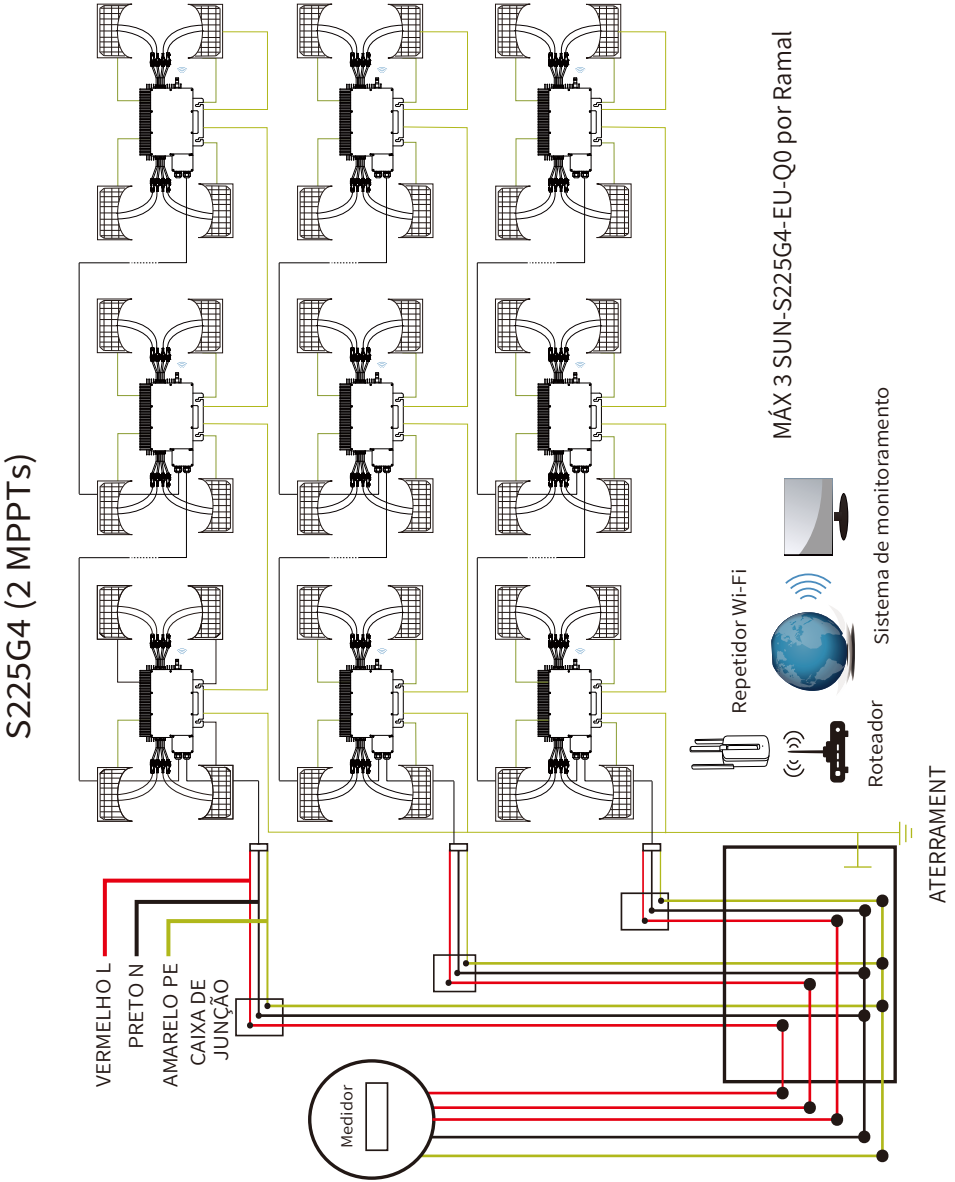 S225G4 (2 MPPTs)
VERMELHO L
PRETO N
AMARELO PE
CAIXA DE
JUNÇÃO
Medidor
ATERRAMENT
Roteador
Repetidor Wi-Fi
Sistema de monitoramento
MÁX 3 SUN-S225G4-EU-Q0 por Ramal